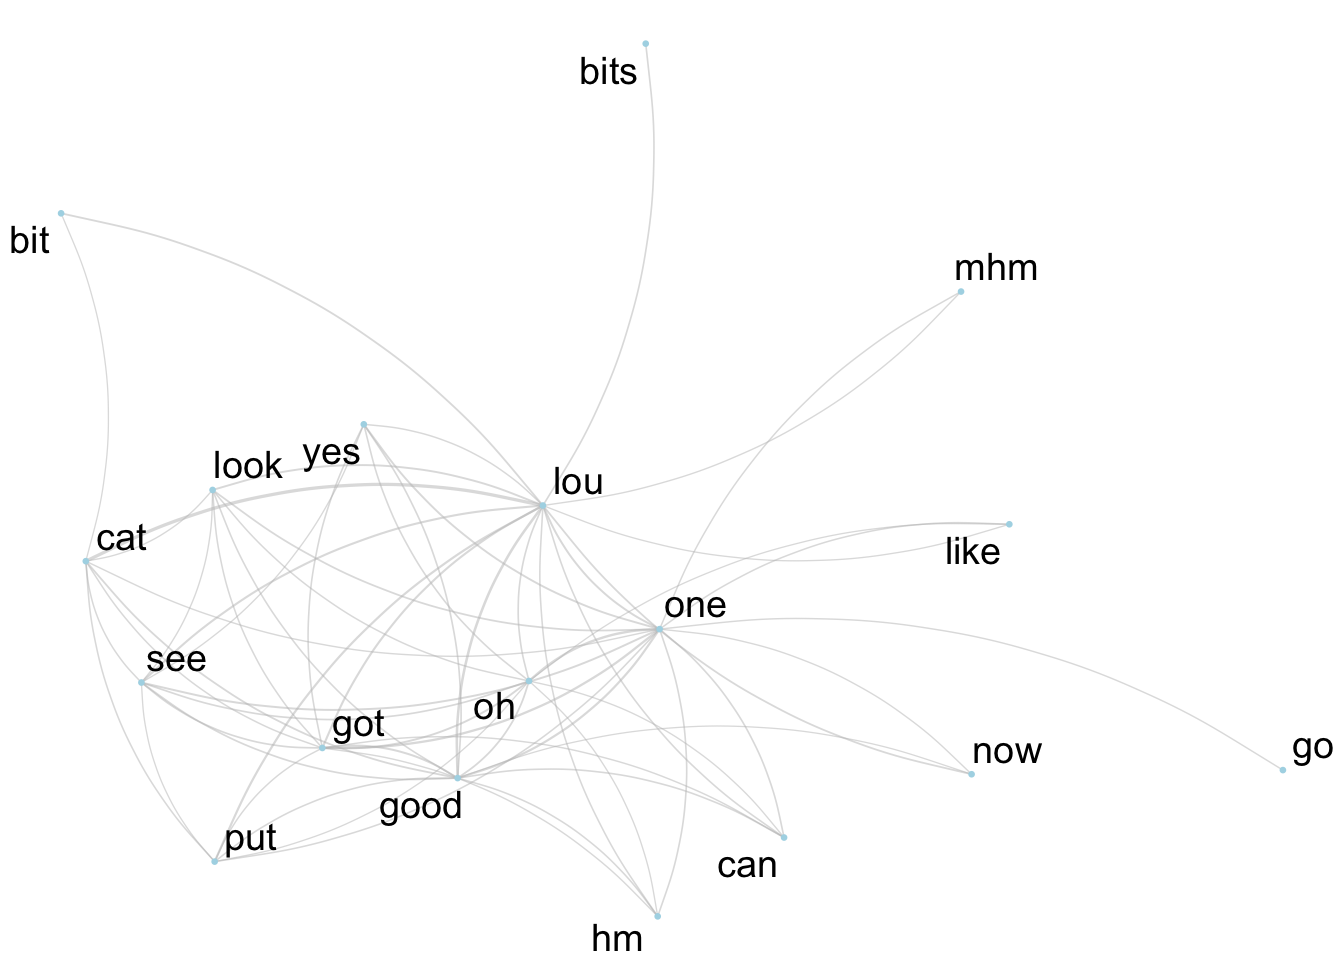 bits
bit
mhm
look
yes
lou
cat
like
one
see
oh
got
now
go
good
put
can
hm